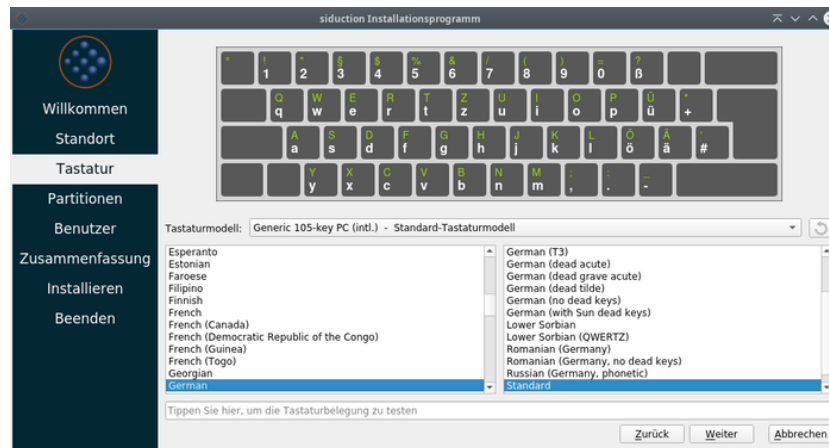 siduction Installationsprogramm
Willkommen
Standort
Tastatur
Partitionen
Benutzer
Zusammenfassung
Installieren
Beenden
° ! " § $ % & / ( ) = ?
1 2 3 4 5 6 7 8 9 0 ß
Q W E R T Z U I O P Ü *
q w e r t z u i o p ü +
A S D F G H J K L Ö Ä '
a s d f g h j k l ö ä #
Y X C V B N M ; : _
y x c v b n m , . -
Tastaturmodell: Generic 105-key PC (intl.) - Standard-Tastaturmodell
Esperanto
Estonian
Faroese
Filipino
Finnish
French
French (Canada)
French (Democratic Republic of the Congo)
French (Guinea)
French (Togo)
Georgian
German
German (T3)
German (dead acute)
German (dead grave acute)
German (dead tilde)
German (no dead keys)
German (with Sun dead keys)
Lower Sorbian
Lower Sorbian (QWERTZ)
Romanian (Germany)
Romanian (Germany, no dead keys)
Russian (Germany, phonetic)
Standard
Tippen Sie hier, um die Tastaturbelegung zu testen
Zurück
Weiter
Abbrechen